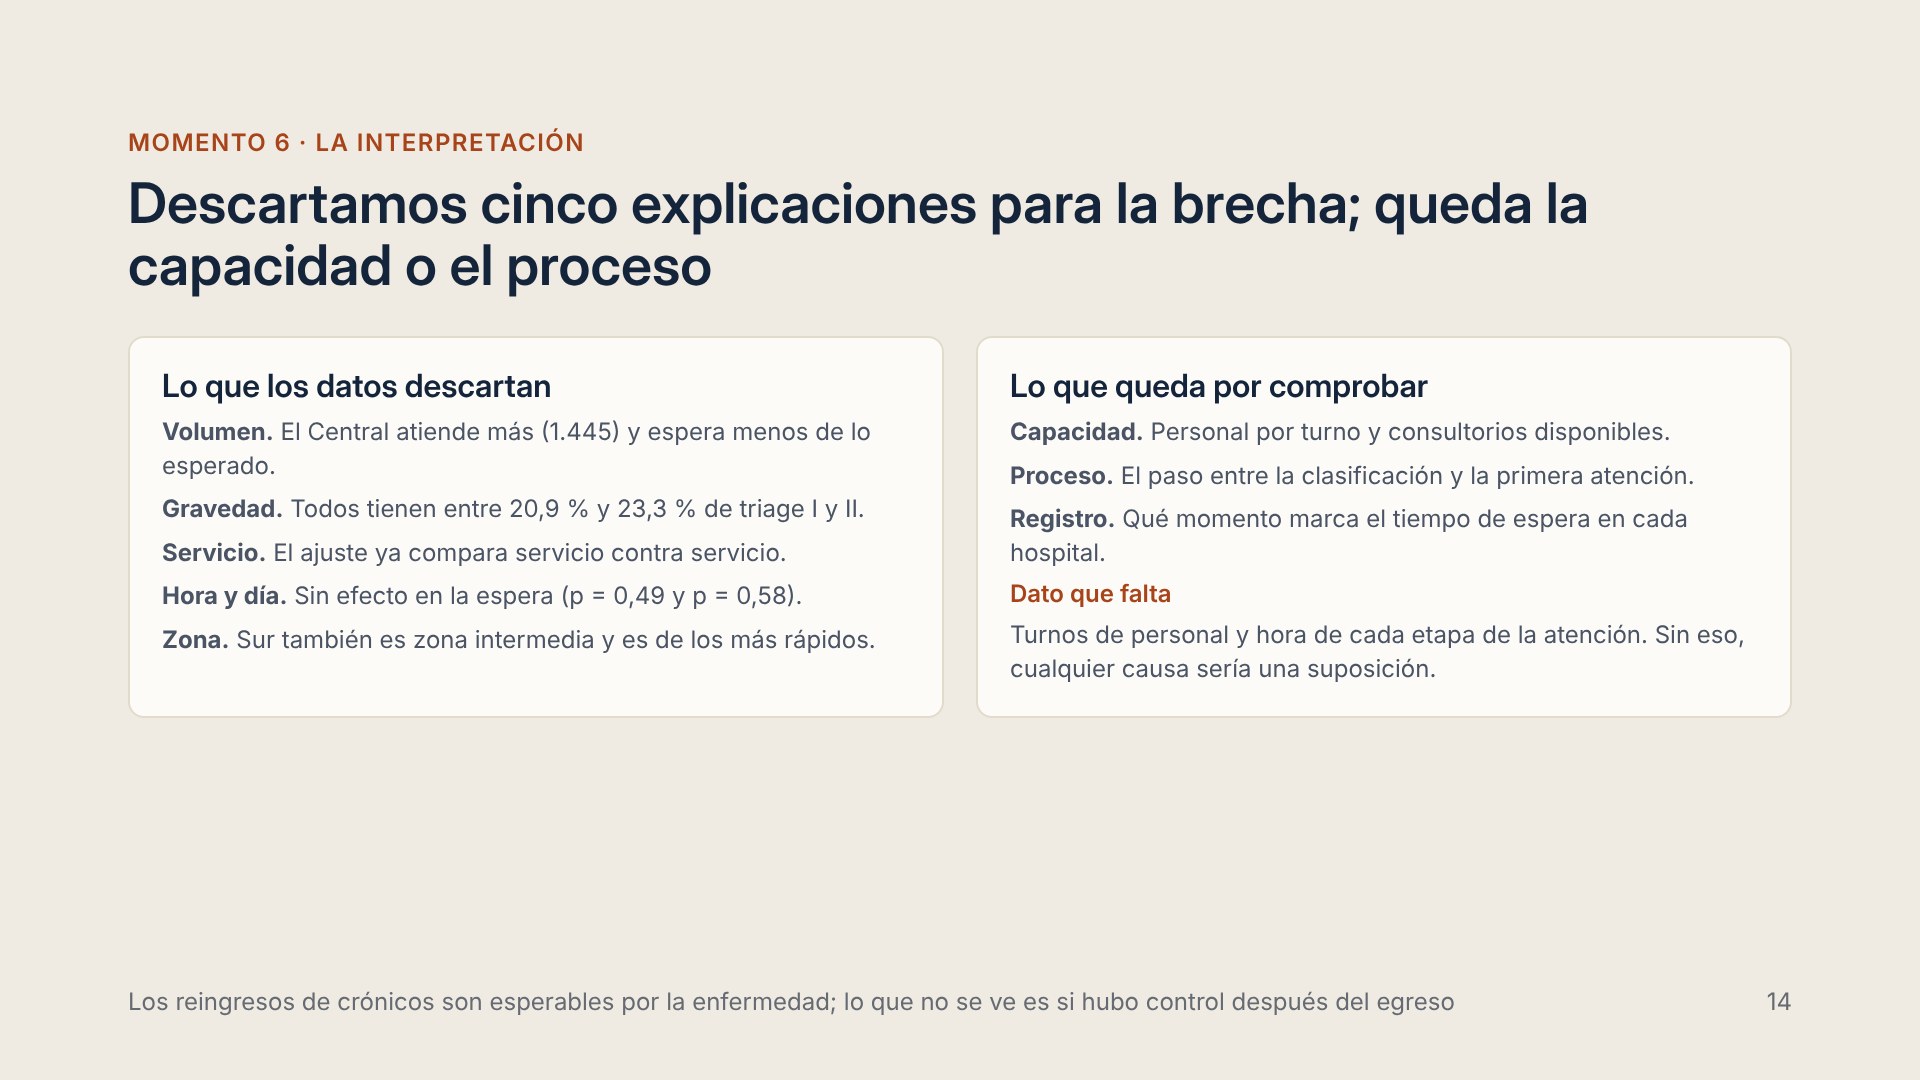 MOMENTO 6 · LA INTERPRETACIÓN
Descartamos cinco explicaciones para la brecha; queda la
capacidad o el proceso
Lo que los datos descartan
Volumen. El Central atiende más (1.445) y espera menos de lo
esperado.
Gravedad. Todos tienen entre 20,9 % y 23,3 % de triage I y II.
Servicio. El ajuste ya compara servicio contra servicio.
Hora y día. Sin efecto en la espera (p = 0,49 y p = 0,58).
Zona. Sur también es zona intermedia y es de los más rápidos.
Lo que queda por comprobar
Capacidad. Personal por turno y consultorios disponibles.
Proceso. El paso entre la clasificación y la primera atención.
Registro. Qué momento marca el tiempo de espera en cada
hospital.
Dato que falta
Turnos de personal y hora de cada etapa de la atención. Sin eso,
cualquier causa sería una suposición.
Los reingresos de crónicos son esperables por la enfermedad; lo que no se ve es si hubo control después del egreso
14